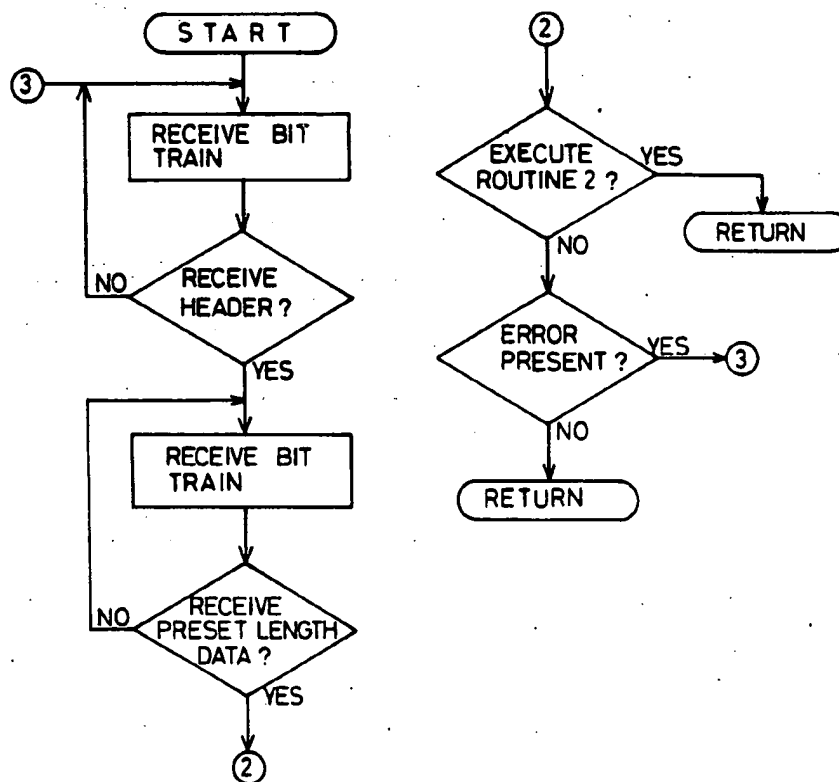 START
3
RECEIVE BIT
TRAIN
RECEIVE
HEADER?
NO
YES
RECEIVE BIT
TRAIN
RECEIVE
PRESET LENGTH
DATA?
NO
YES
2
2
EXECUTE
ROUTINE 2 ?
YES
RETURN
NO
ERROR
PRESENT ?
YES
3
NO
RETURN